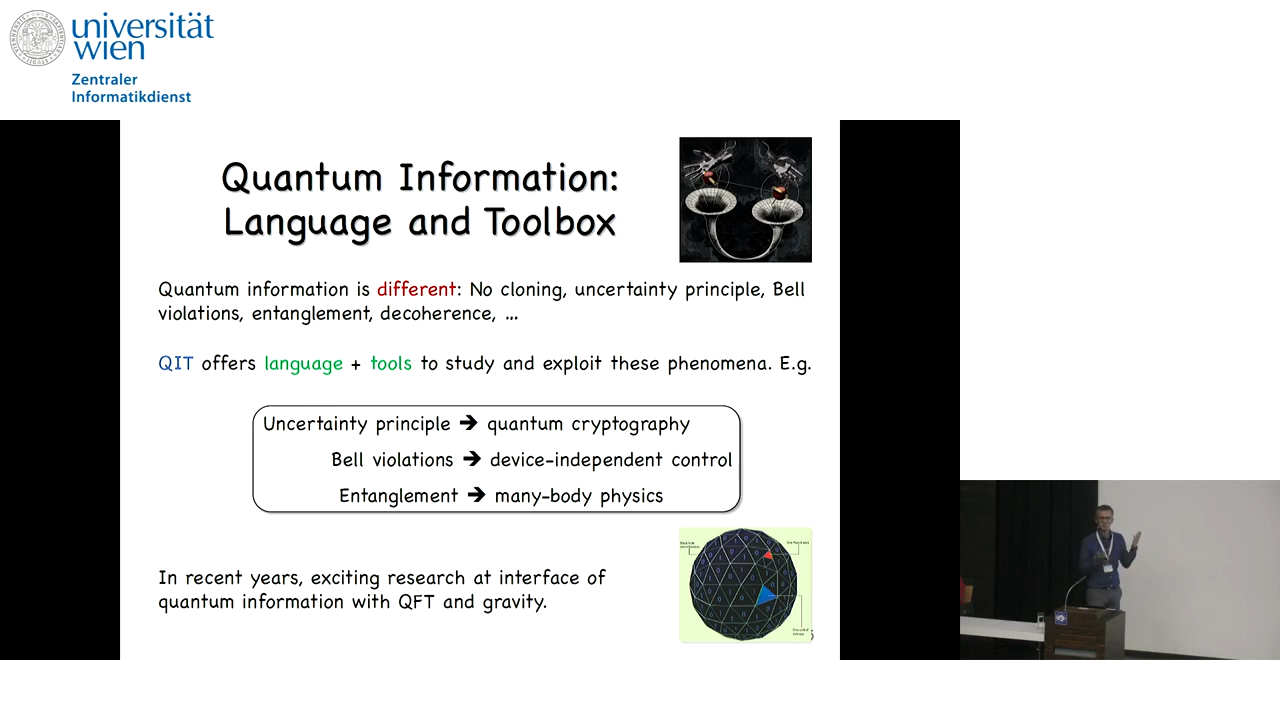 universität
wien
Zentraler
Informatikdienst
Quantum Information:
Language and Toolbox
Quantum information is different: No cloning, uncertainty principle, Bell
violations, entanglement, decoherence, ...
QIT offers language + tools to study and exploit these phenomena. E.g.
Uncertainty principle ➔ quantum cryptography
Bell violations ➔ device-independent control
Entanglement ➔ many-body physics
In recent years, exciting research at interface of
quantum information with QFT and gravity.